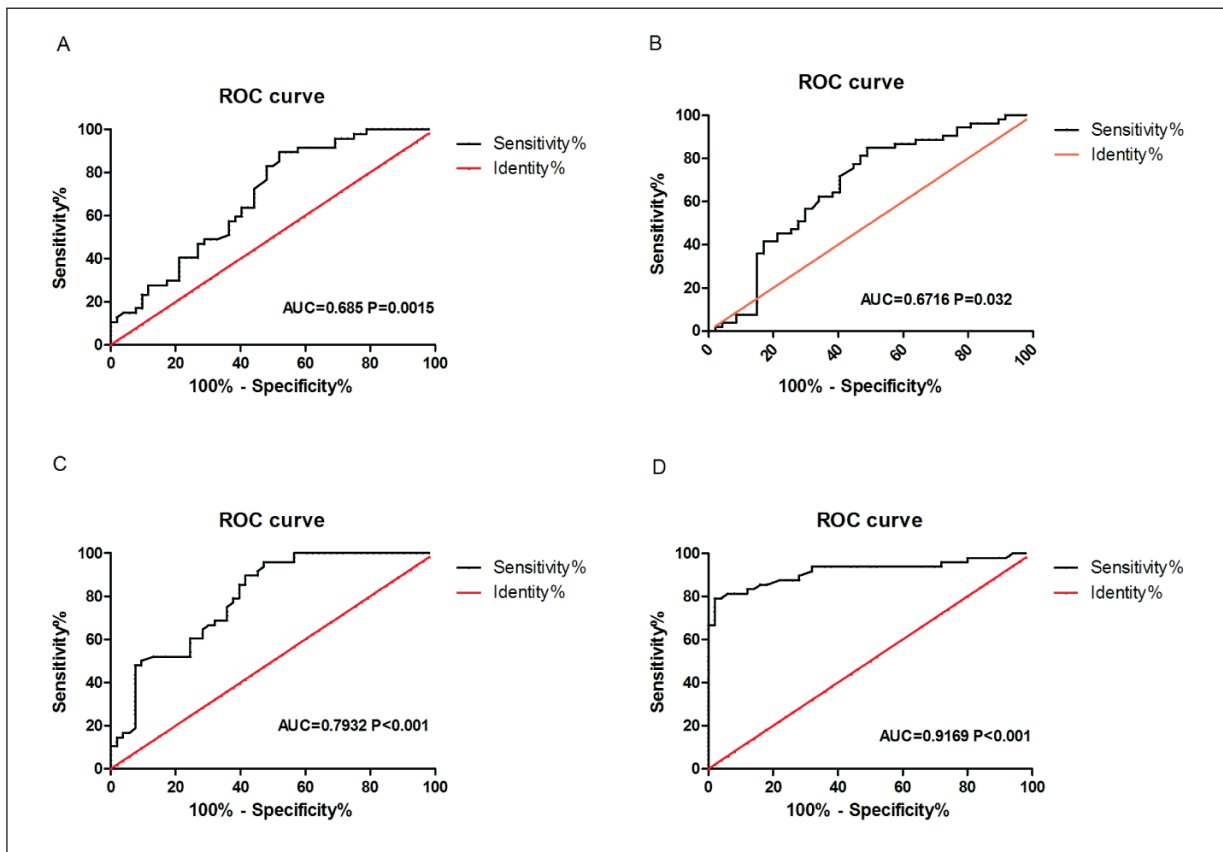 A
ROC curve
100
80
60
40
20
0
Sensitivity%
0 20 40 60 80 100
100% - Specificity%
Sensitivity%
Identity%
AUC=0.685 P=0.0015
B
ROC curve
100
80
60
40
20
0
Sensitivity%
0 20 40 60 80 100
100% - Specificity%
Sensitivity%
Identity%
AUC=0.6716 P=0.032
C
ROC curve
100
80
60
40
20
0
Sensitivity%
0 20 40 60 80 100
100% - Specificity%
Sensitivity%
Identity%
AUC=0.7932 P<0.001
D
ROC curve
100
80
60
40
20
0
Sensitivity%
0 20 40 60 80 100
100% - Specificity%
Sensitivity%
Identity%
AUC=0.9169 P<0.001